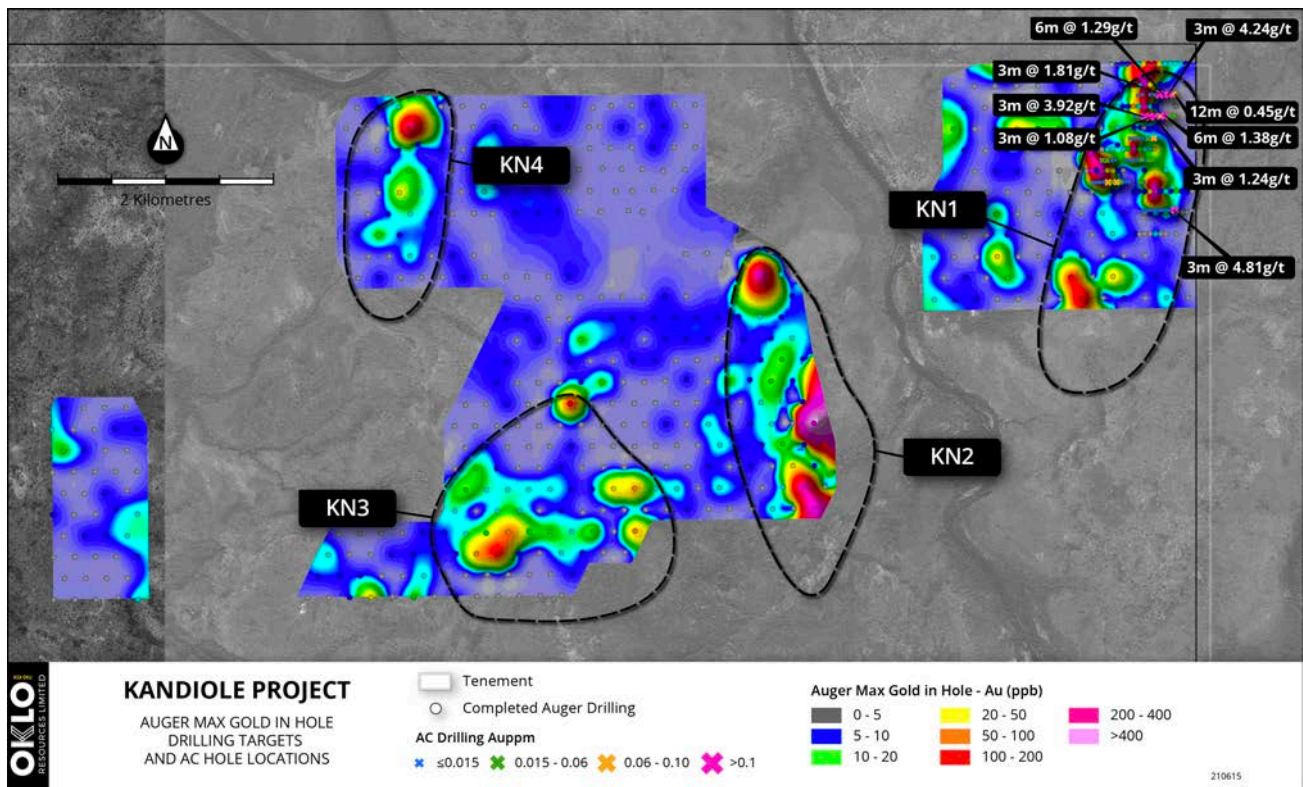 6m @ 1.29g/t
3m @ 4.24g/t
3m @ 1.81g/t
3m @ 3.92g/t
12m @ 0.45g/t
3m @ 1.08g/t
6m @ 1.38g/t
3m @ 1.24g/t
3m @ 4.81g/t
N
2 Kilometres
KN4
KN1
KN2
KN3
OKLO
RESOURCES LIMITED
KANDIOLE PROJECT
AUGER MAX GOLD IN HOLE
DRILLING TARGETS
AND AC HOLE LOCATIONS
Tenement
Completed Auger Drilling
AC Drilling Auppm
≤0.015
0.015 - 0.06
0.06 - 0.10
>0.1
Auger Max Gold in Hole - Au (ppb)
0 - 5
20 - 50
200 - 400
5 - 10
50 - 100
>400
10 - 20
100 - 200
210615